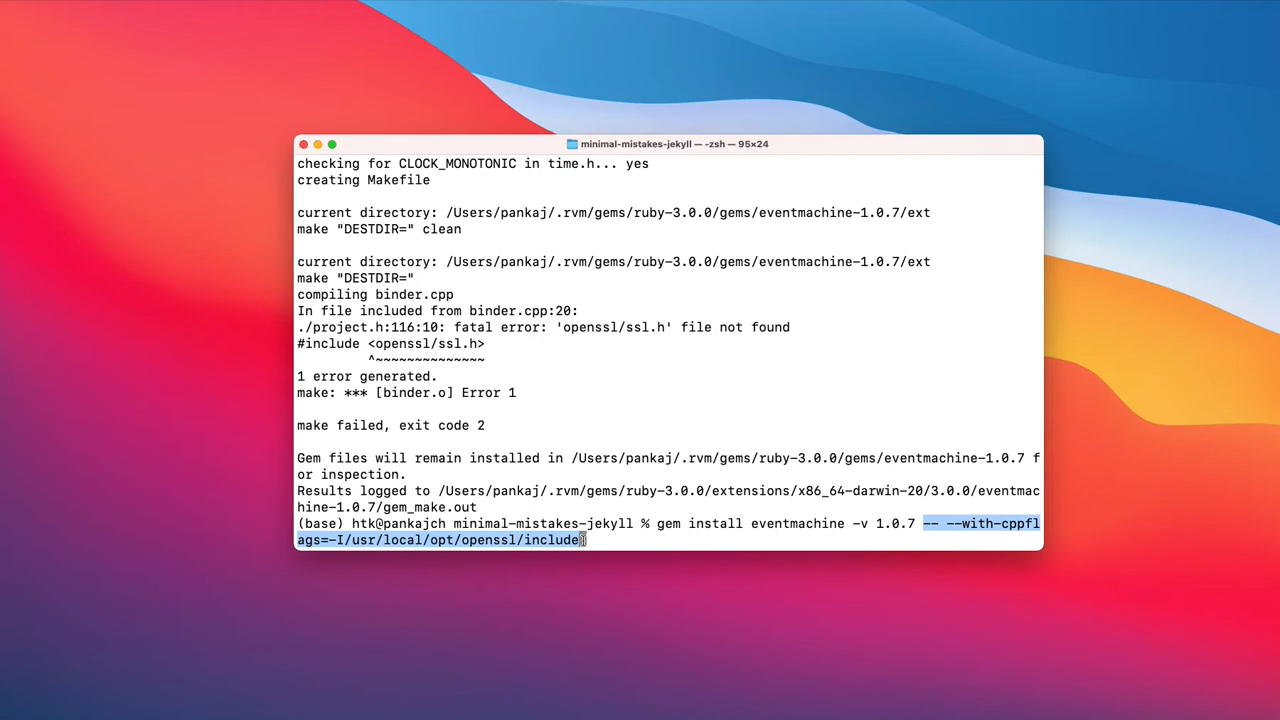 minimal-mistakes-jekyll — -zsh — 95×24
checking for CLOCK_MONOTONIC in time.h... yes
creating Makefile
current directory: /Users/pankaj/.rvm/gems/ruby-3.0.0/gems/eventmachine-1.0.7/ext
make "DESTDIR=" clean
current directory: /Users/pankaj/.rvm/gems/ruby-3.0.0/gems/eventmachine-1.0.7/ext
make "DESTDIR="
compiling binder.cpp
In file included from binder.cpp:20:
./project.h:116:10: fatal error: 'openssl/ssl.h' file not found
#include <openssl/ssl.h>
^~~~~~~~~~~~~~~
1 error generated.
make: *** [binder.o] Error 1
make failed, exit code 2
Gem files will remain installed in /Users/pankaj/.rvm/gems/ruby-3.0.0/gems/eventmachine-1.0.7 f
or inspection.
Results logged to /Users/pankaj/.rvm/gems/ruby-3.0.0/extensions/x86_64-darwin-20/3.0.0/eventmac
hine-1.0.7/gem_make.out
(base) htk@pankajch minimal-mistakes-jekyll % gem install eventmachine -v 1.0.7 -- --with-cppfl
ags=-I/usr/local/opt/openssl/include